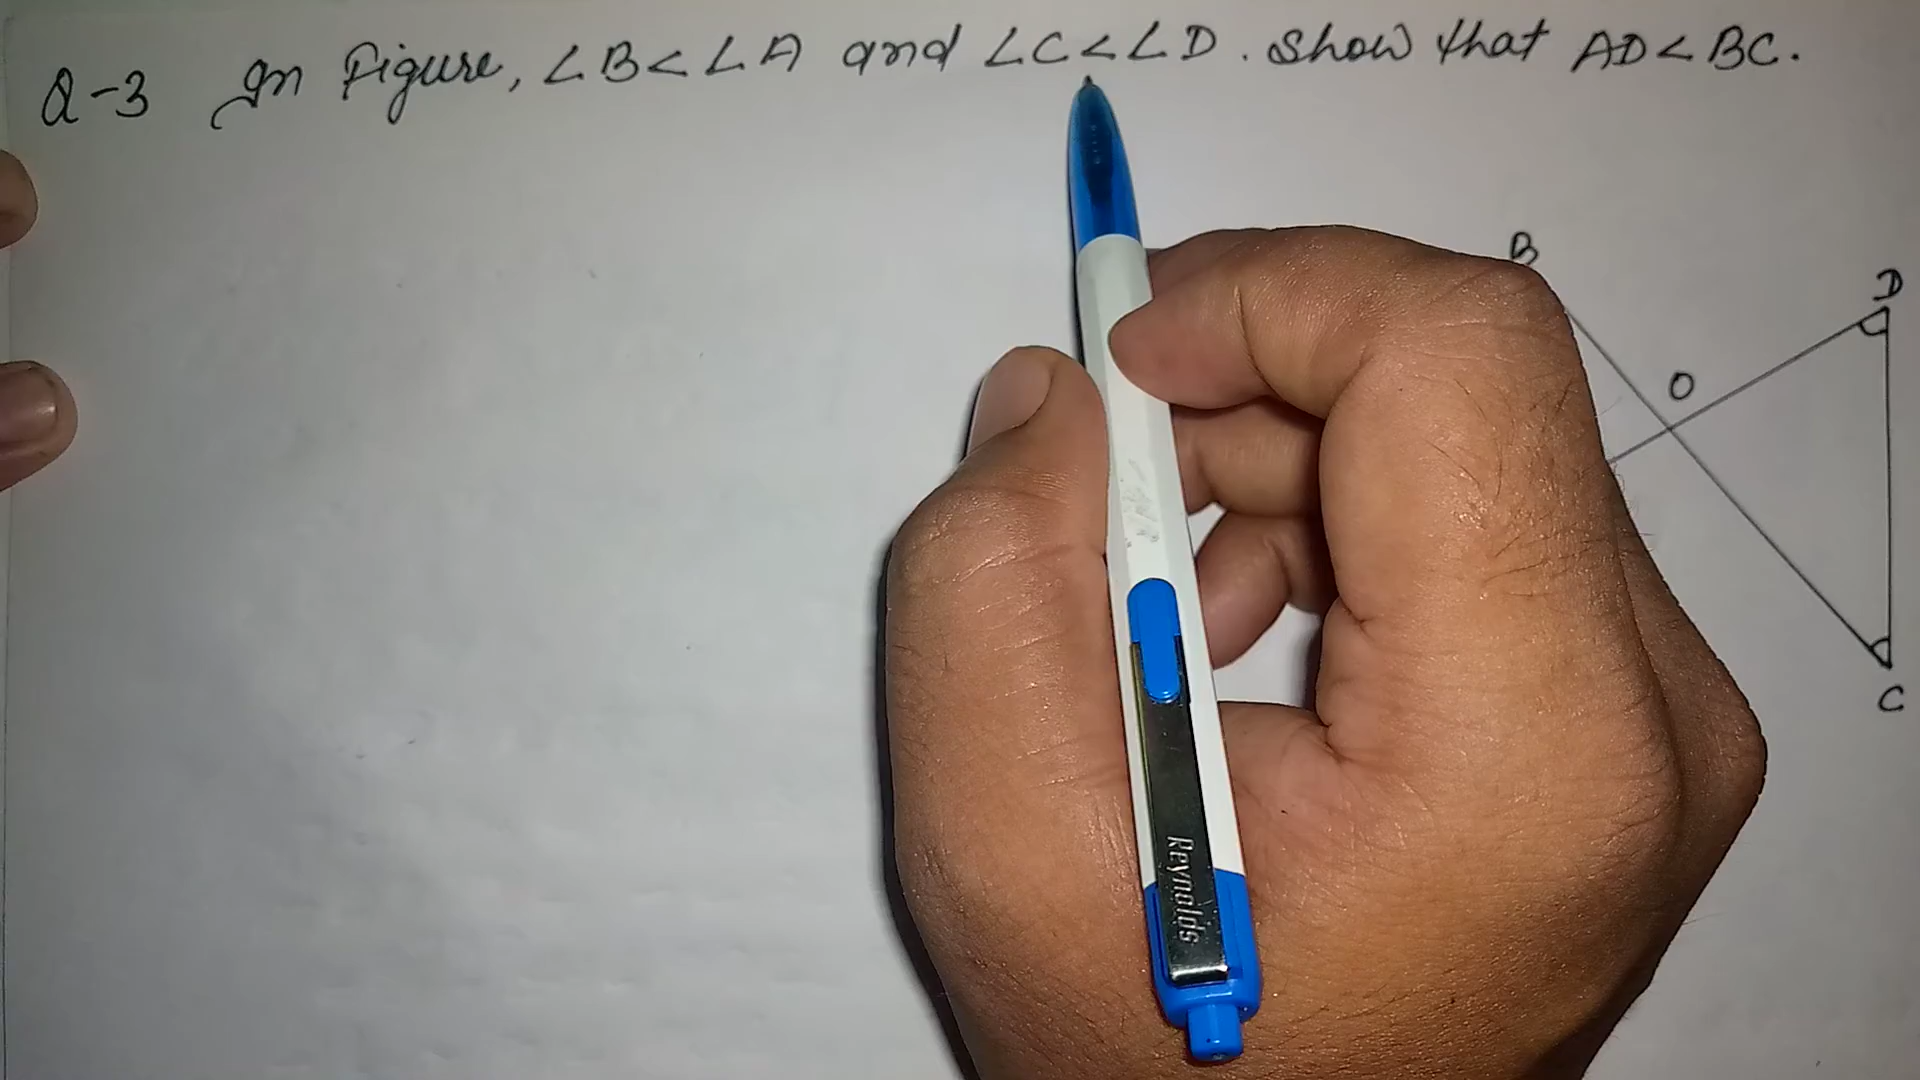 Q-3 In Figure, ∠B<∠A and ∠C<∠D. Show that AD<BC.
B
D
O
C
Reynolds